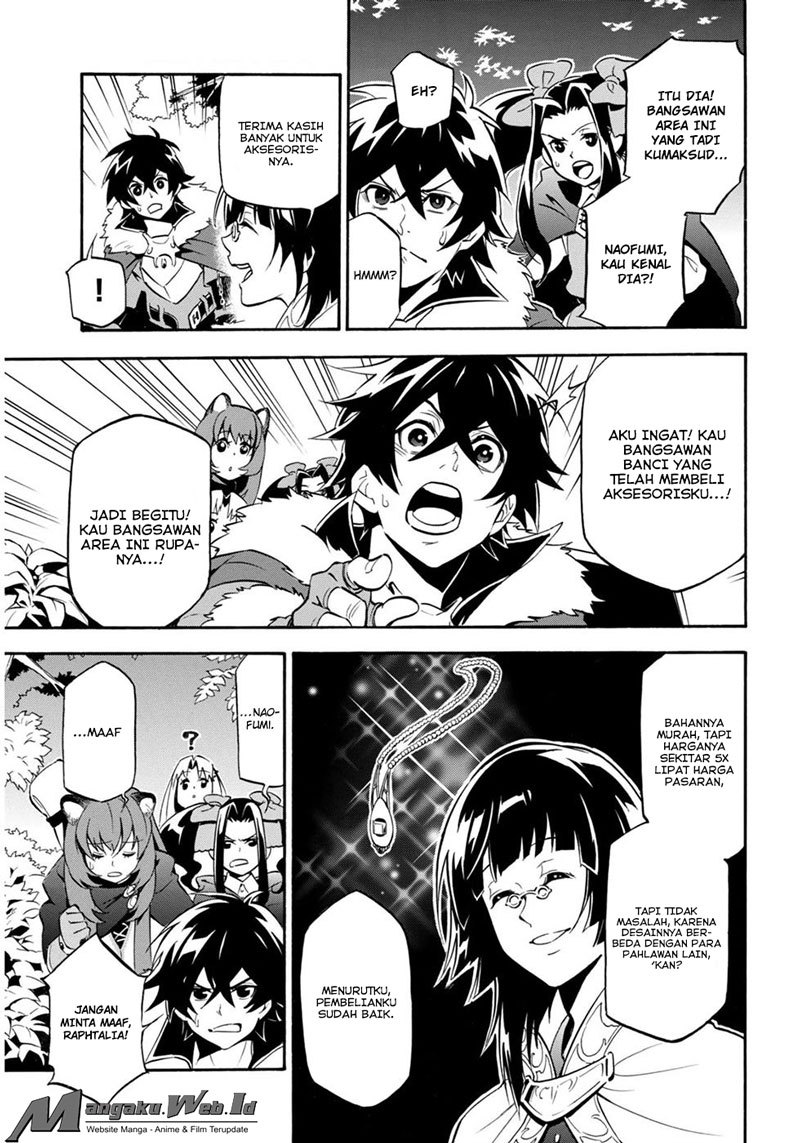 ITU DIA!
BANGSAWAN
AREA INI
YANG TADI
KUMAKSUD...
EH?
NAOFUMI,
KAU KENAL
DIA?!
HMMM?
TERIMA KASIH
BANYAK UNTUK
AKSESORIS-
NYA.
!
AKU INGAT! KAU
BANGSAWAN
BANCI YANG
TELAH MEMBELI
AKSESORISKU...!
JADI BEGITU!
KAU BANGSAWAN
AREA INI RUPA-
NYA...!
BAHANNYA
MURAH, TAPI
HARGANYA
SEKITAR 5X
LIPAT HARGA
PASARAN,
TAPI TIDAK
MASALAH, KARENA
DESAINNYA BER-
BEDA DENGAN PARA
PAHLAWAN LAIN,
'KAN?
MENURUTKU,
PEMBELIANKU
SUDAH BAIK.
...NAO-
FUMI.
...MAAF
?
JANGAN
MINTA MAAF,
RAPHTALIA!
Mangaku.Web.Id
Website Manga - Anime & Film Terupdate